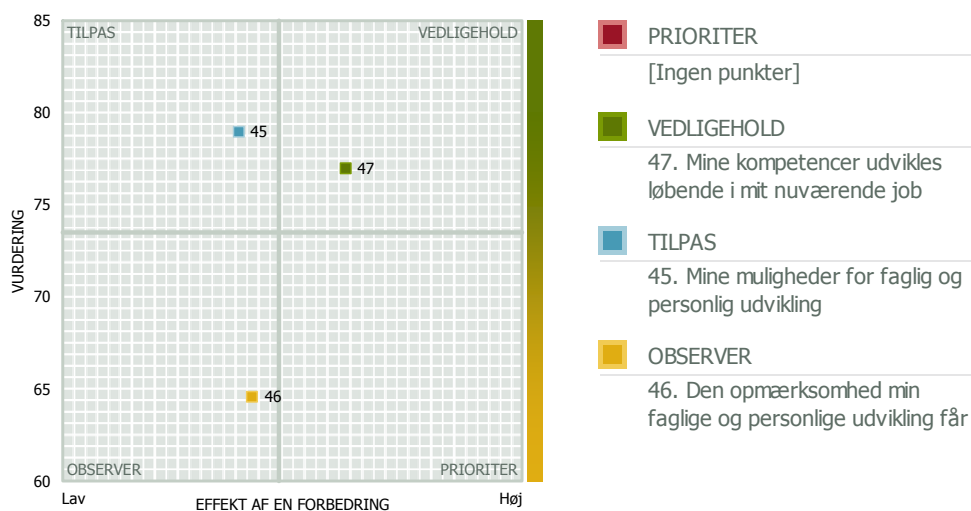 85
TILPAS
VEDLIGEHOLD
80
45
47
75
VURDERING
70
65
46
OBSERVER
PRIORITER
60
Lav
EFFEKT AF EN FORBEDRING
Høj
PRIORITER
[Ingen punkter]
VEDLIGEHOLD
47. Mine kompetencer udvikles
løbende i mit nuværende job
TILPAS
45. Mine muligheder for faglig og
personlig udvikling
OBSERVER
46. Den opmærksomhed min
faglige og personlige udvikling får